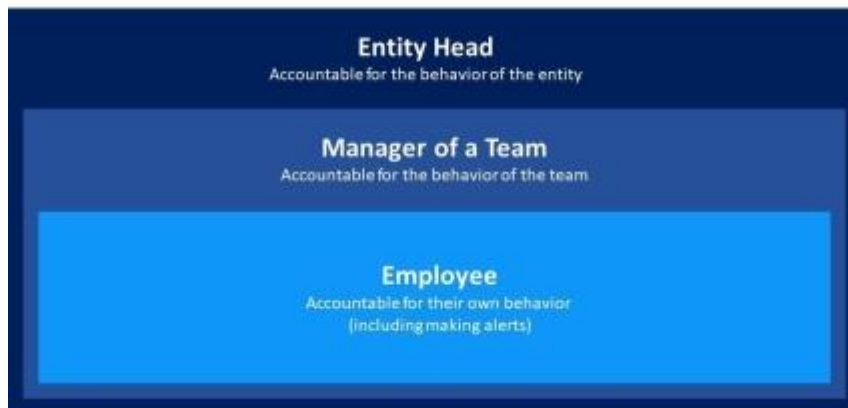 Entity Head
Accountable for the behavior of the entity
Manager of a Team
Accountable for the behavior of the team
Employee
Accountable for their own behavior
(including making alerts)